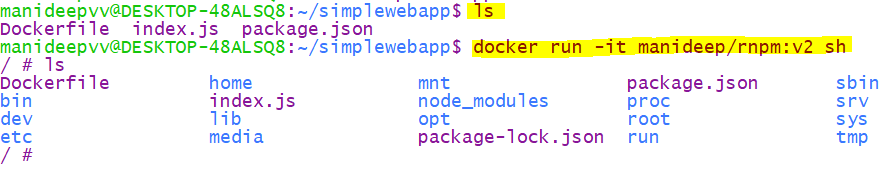 manideepvv@DESKTOP-48ALSQ8:~/simplewebapp$ ls
Dockerfile  index.js  package.json
manideepvv@DESKTOP-48ALSQ8:~/simplewebapp$ docker run -it manideep/rnpm:v2 sh
/ # ls
Dockerfile         home               mnt                package.json       sbin
bin                index.js           node_modules       proc               srv
dev                lib                opt                root               sys
etc                media              package-lock.json  run                tmp
/ #